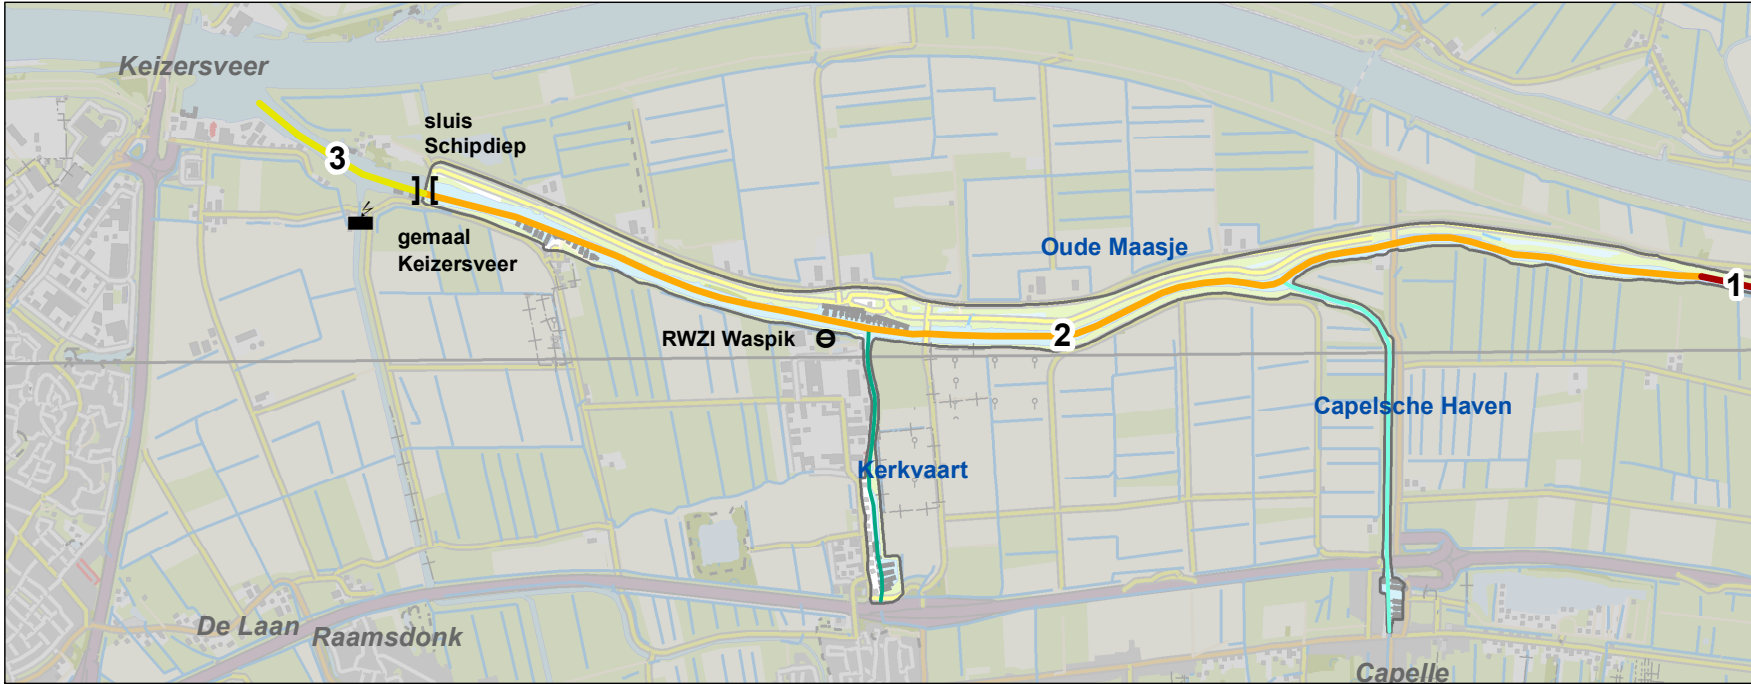 Keizersveer
sluis
Schipdiep
3
] [
gemaal
Keizersveer
Oude Maasje
1
RWZI Waspik
2
Capelsche Haven
Kerkvaart
De Laan
Raamsdonk
Capelle